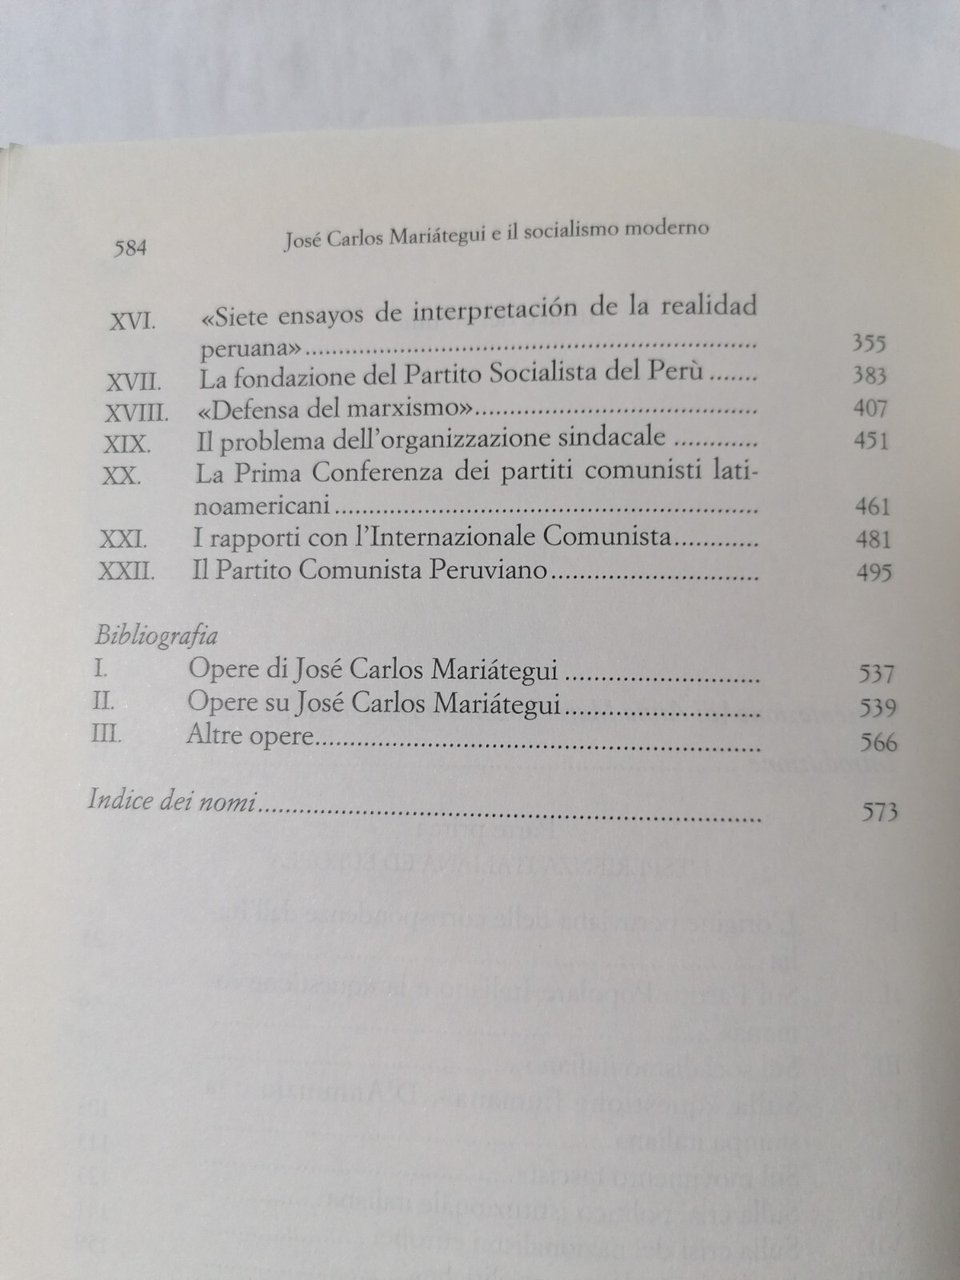 584 José Carlos Mariátegui e il socialismo moderno
XVI. «Siete ensayos de interpretación de la realidad
peruana» .......... 355
XVII. La fondazione del Partito Socialista del Perù ....... 383
XVIII. «Defensa del marxismo» .......... 407
XIX. Il problema dell'organizzazione sindacale ............ 451
XX. La Prima Conferenza dei partiti comunisti lati-
noamericani .......... 461
XXI. I rapporti con l'Internazionale Comunista ............ 481
XXII. Il Partito Comunista Peruviano .......... 495
Bibliografia
I. Opere di José Carlos Mariátegui .......... 537
II. Opere su José Carlos Mariátegui .......... 539
III. Altre opere .......... 566
Indice dei nomi .......... 573